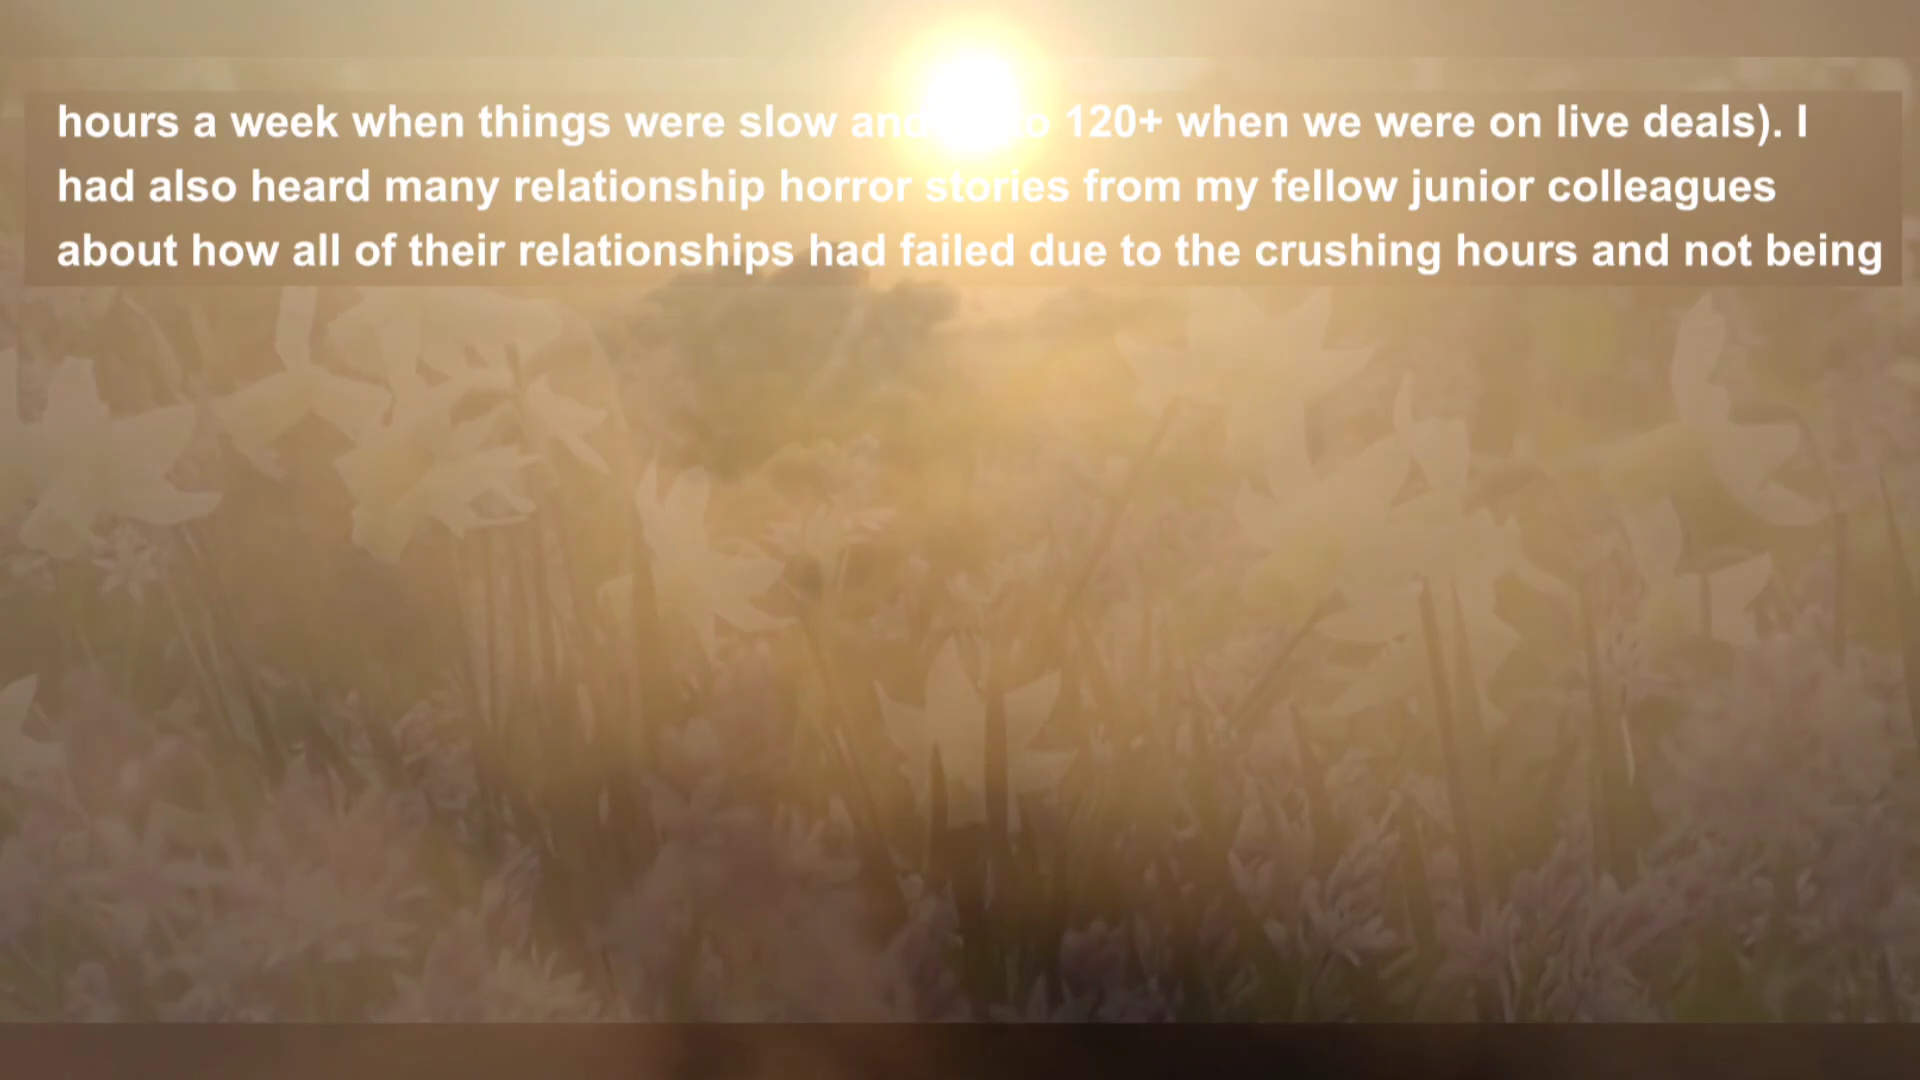 hours a week when things were slow and to 120+ when we were on live deals). I
had also heard many relationship horror stories from my fellow junior colleagues
about how all of their relationships had failed due to the crushing hours and not being